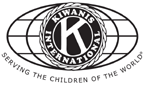 KIWANIS
K
INTERNATIONAL
SERVING THE CHILDREN OF THE WORLD®